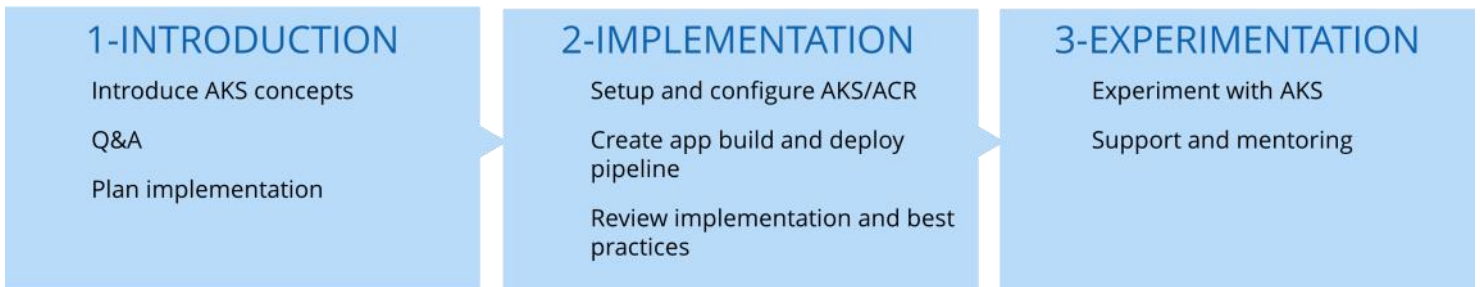 1-INTRODUCTION
Introduce AKS concepts
Q&A
Plan implementation
2-IMPLEMENTATION
Setup and configure AKS/ACR
Create app build and deploy
pipeline
Review implementation and best
practices
3-EXPERIMENTATION
Experiment with AKS
Support and mentoring